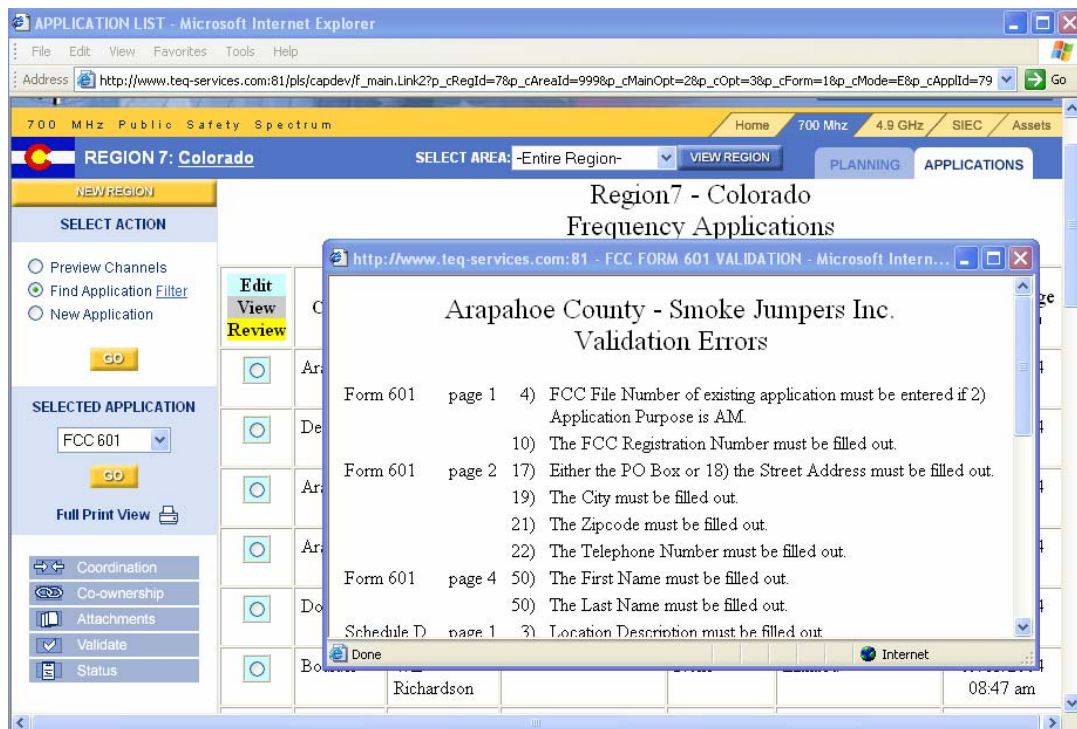 APPLICATION LIST - Microsoft Internet Explorer
File Edit View Favorites Tools Help
Address http://www.teq-services.com:81/pls/capdev/f_main.Link2?p_cRegId=7&p_cAreaId=999&p_cMainOpt=2&p_cOpt=3&p_cForm=1&p_cMode=E&p_cApplId=79 Go
700 MHz Public Safety Spectrum
Home 700 Mhz 4.9 GHz SIEC Assets
REGION 7: Colorado
SELECT AREA: -Entire Region- VIEW REGION
PLANNING APPLICATIONS
NEW REGION
SELECT ACTION
Preview Channels
Find Application Filter
New Application
GO
SELECTED APPLICATION
FCC 601
GO
Full Print View
Coordination
Co-ownership
Attachments
Validate
Status
Region7 - Colorado
Frequency Applications
Edit
View
Review
http://www.teq-services.com:81 - FCC FORM 601 VALIDATION - Microsoft Intern...
Arapahoe County - Smoke Jumpers Inc.
Validation Errors
Form 601 page 1 4) FCC File Number of existing application must be entered if 2)
Application Purpose is AM.
10) The FCC Registration Number must be filled out.
Form 601 page 2 17) Either the PO Box or 18) the Street Address must be filled out.
19) The City must be filled out.
21) The Zipcode must be filled out.
22) The Telephone Number must be filled out.
Form 601 page 4 50) The First Name must be filled out.
50) The Last Name must be filled out.
Schedule D page 1 3) Location Description must be filled out
Done Internet
Richardson
08:47 am